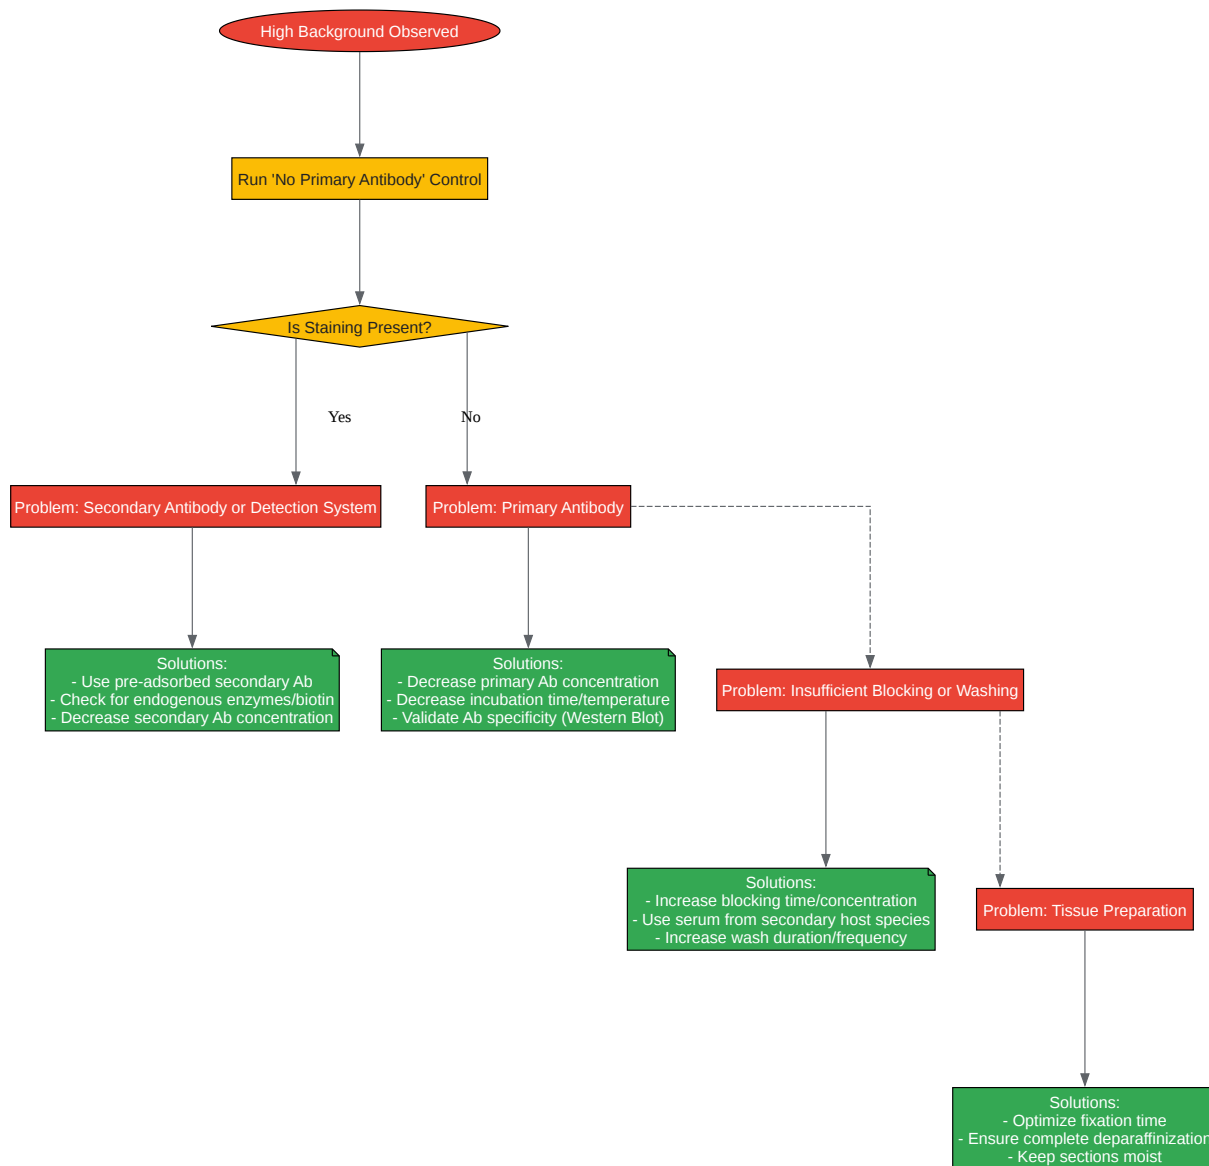 High Background Observed
Run 'No Primary Antibody' Control
Is Staining Present?
Yes
No
Problem: Secondary Antibody or Detection System
Problem: Primary Antibody
Solutions:
- Use pre-adsorbed secondary Ab
- Check for endogenous enzymes/biotin
- Decrease secondary Ab concentration
Solutions:
- Decrease primary Ab concentration
- Decrease incubation time/temperature
- Validate Ab specificity (Western Blot)
Problem: Insufficient Blocking or Washing
Solutions:
- Increase blocking time/concentration
- Use serum from secondary host species
- Increase wash duration/frequency
Problem: Tissue Preparation
Solutions:
- Optimize fixation time
- Ensure complete deparaffinization
- Keep sections moist